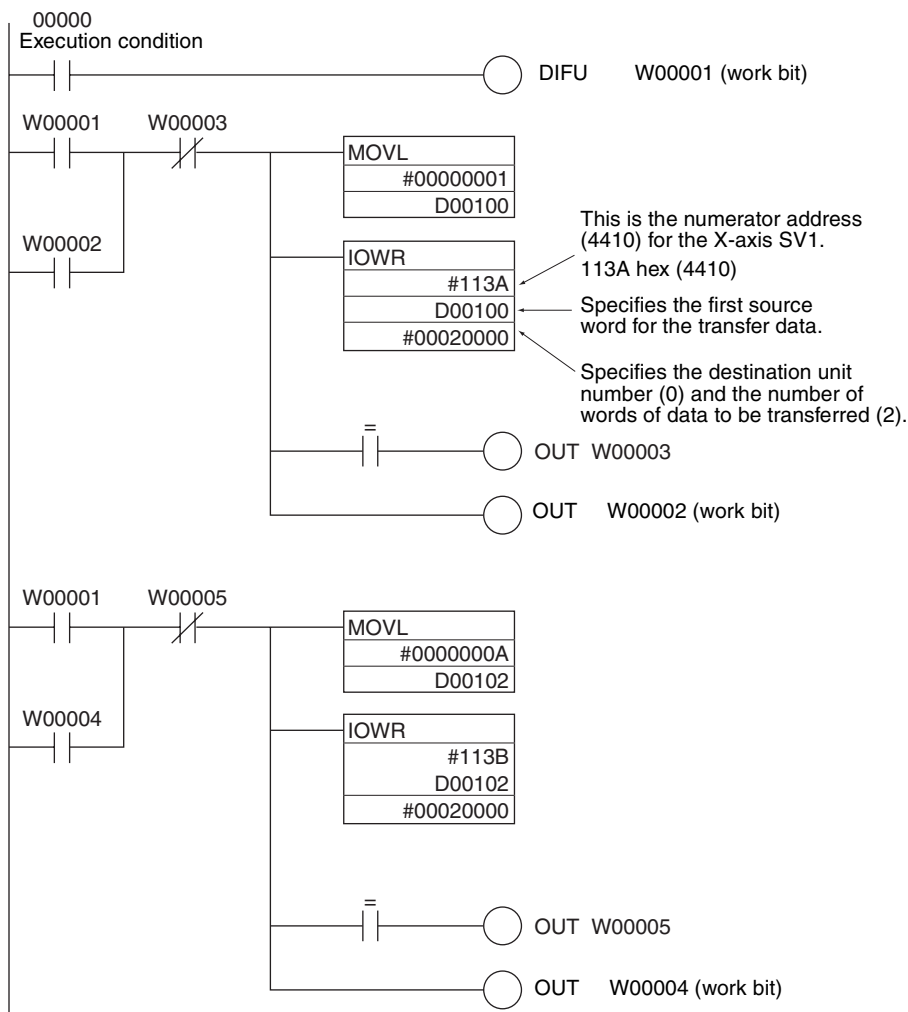 00000
Execution condition
DIFU W00001 (work bit)
W00001 W00003
MOVL
#00000001
D00100
W00002
IOWR
#113A
D00100
#00020000
This is the numerator address
(4410) for the X-axis SV1.
113A hex (4410)
Specifies the first source
word for the transfer data.
Specifies the destination unit
number (0) and the number of
words of data to be transferred (2).
=
OUT W00003
OUT W00002 (work bit)
W00001 W00005
MOVL
#0000000A
D00102
W00004
IOWR
#113B
D00102
#00020000
=
OUT W00005
OUT W00004 (work bit)